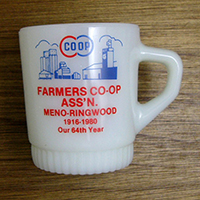 CO-OP
FARMERS CO-OP
ASS'N.
MENO-RINGWOOD
1916-1980
Our 64th Year